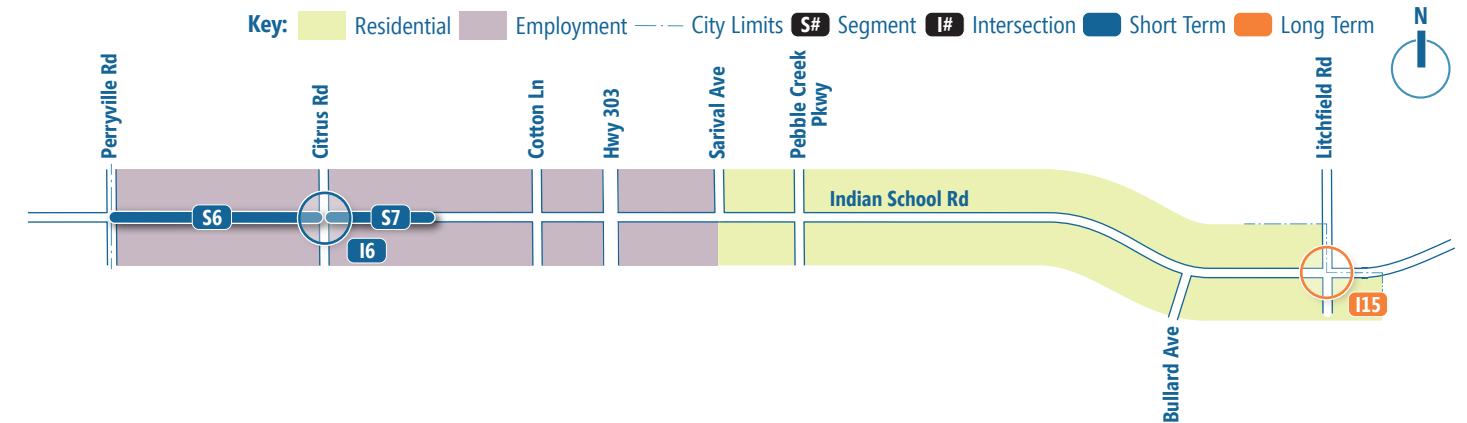 Key: Residential Employment City Limits S# Segment I# Intersection Short Term Long Term
N
Perryville Rd
Citrus Rd
Cotton Ln
Hwy 303
Sarival Ave
Pebble Creek
Pkwy
Litchfield Rd
Indian School Rd
S6
S7
I6
I15
Bullard Ave